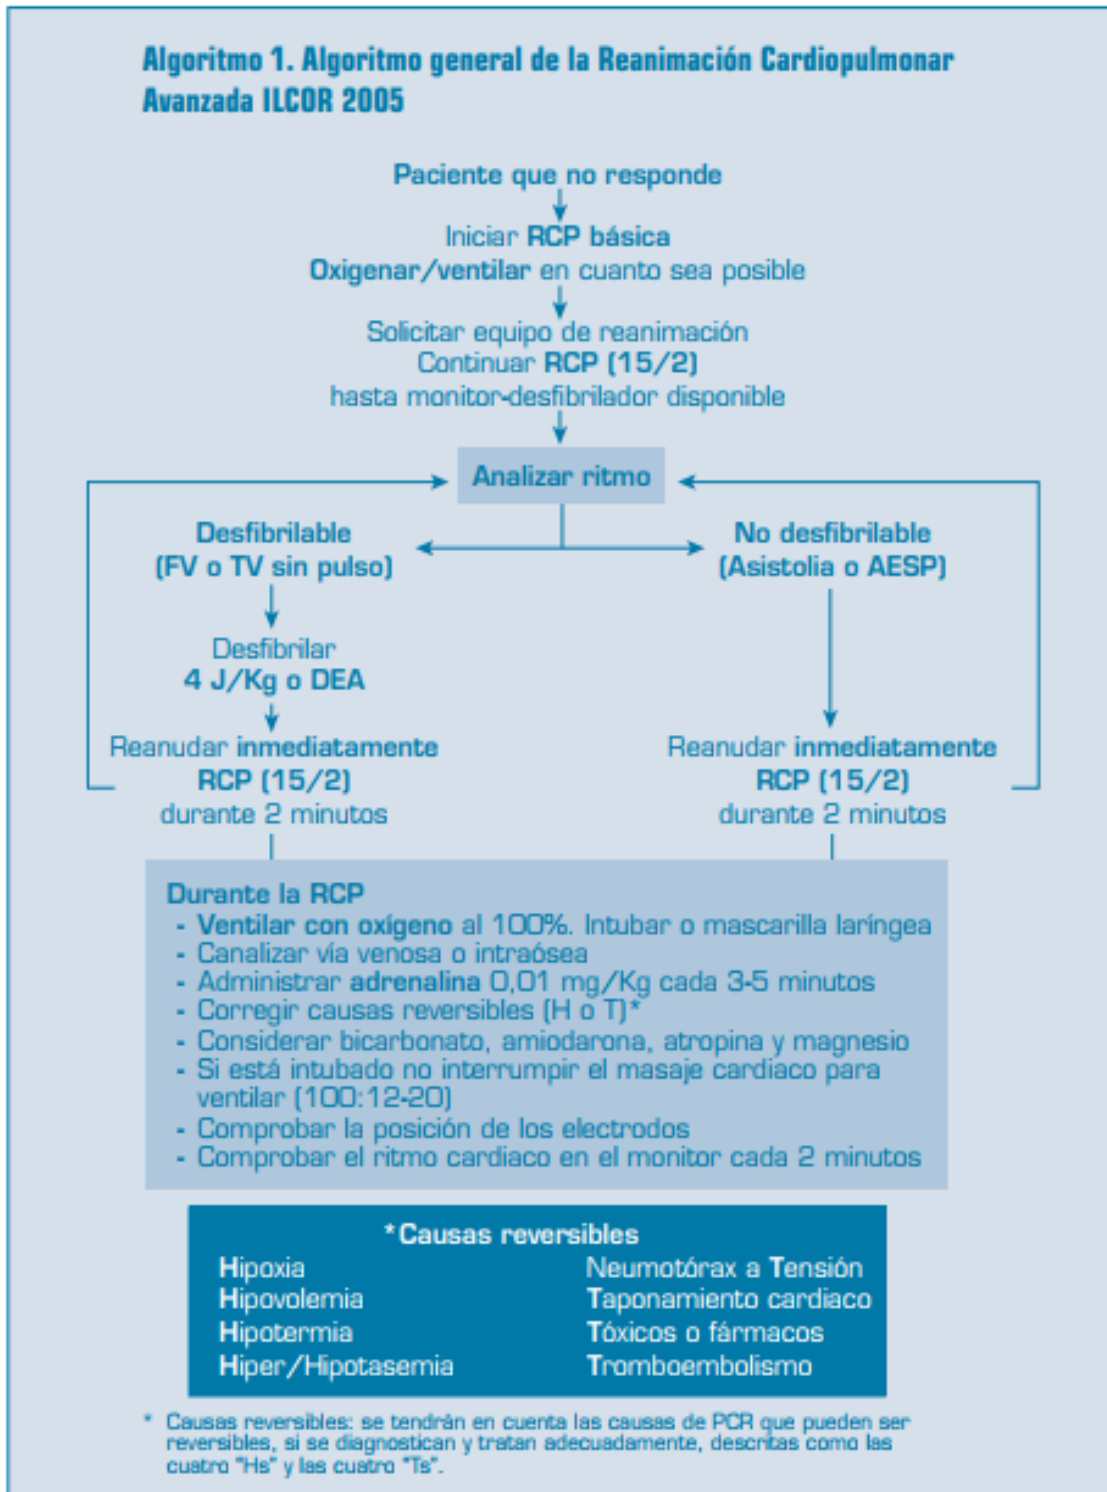 Algoritmo 1. Algoritmo general de la Reanimación Cardiopulmonar
Avanzada ILCOR 2005
Paciente que no responde
Iniciar RCP básica
Oxigenar/ventilar en cuanto sea posible
Solicitar equipo de reanimación
Continuar RCP (15/2)
hasta monitor-desfibrilador disponible
Analizar ritmo
Desfibrilable
(FV o TV sin pulso)
Desfibrilar
4 J/Kg o DEA
Reanudar inmediatamente
RCP (15/2)
durante 2 minutos
No desfibrilable
(Asistolia o AESP)
Reanudar inmediatamente
RCP (15/2)
durante 2 minutos
Durante la RCP
- Ventilar con oxígeno al 100%. Intubar o mascarilla laríngea
- Canalizar vía venosa o intraósea
- Administrar adrenalina 0,01 mg/Kg cada 3-5 minutos
- Corregir causas reversibles (H o T)*
- Considerar bicarbonato, amiodarona, atropina y magnesio
- Si está intubado no interrumpir el masaje cardiaco para
ventilar (100:12-20)
- Comprobar la posición de los electrodos
- Comprobar el ritmo cardiaco en el monitor cada 2 minutos
*Causas reversibles
Hipoxia
Hipovolemia
Hipotermia
Hiper/Hipotasemia
Neumotórax a Tensión
Taponamiento cardiaco
Tóxicos o fármacos
Tromboembolismo
* Causas reversibles: se tendrán en cuenta las causas de PCR que pueden ser
reversibles, si se diagnostican y tratan adecuadamente, descritas como las
cuatro "Hs" y las cuatro "Ts".